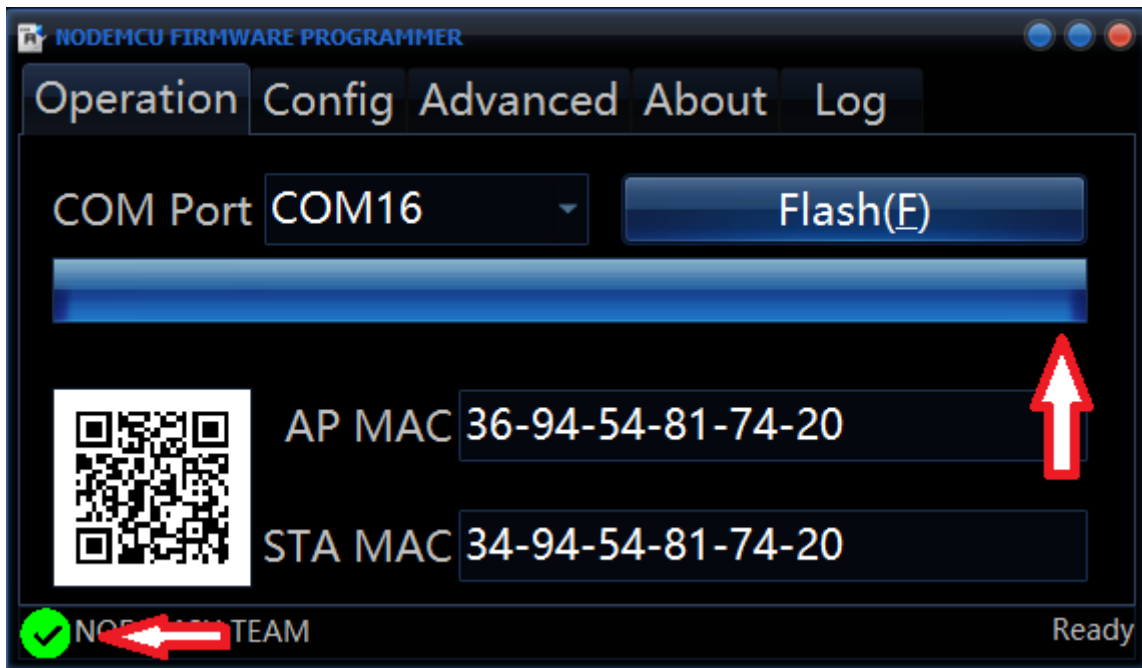 NODEMCU FIRMWARE PROGRAMMER
Operation Config Advanced About Log
COM Port COM16 Flash(F)
AP MAC 36-94-54-81-74-20
STA MAC 34-94-54-81-74-20
TEAM Ready